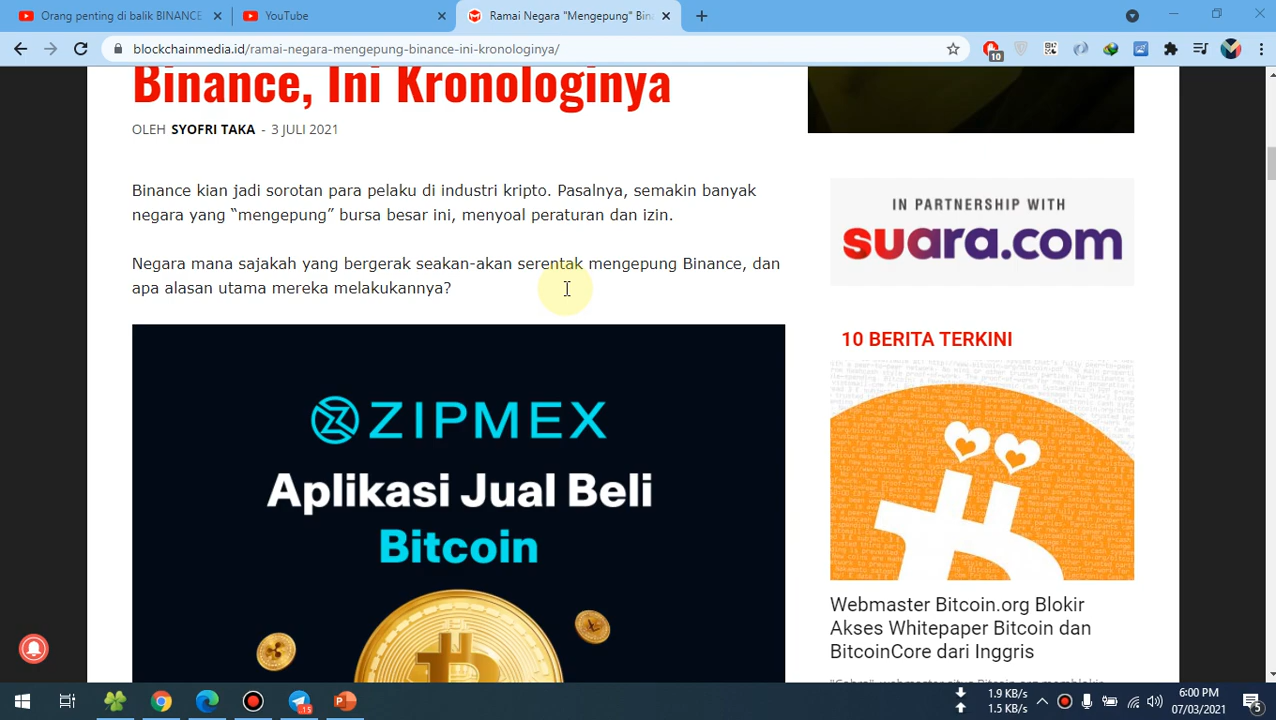 Orang penting di balik BINANCE
YouTube
Ramai Negara "Mengepung" Bin
blockchainmedia.id/ramai-negara-mengepung-binance-ini-kronologinya/
10
Binance, Ini Kronologinya
OLEH SYOFRI TAKA - 3 JULI 2021
Binance kian jadi sorotan para pelaku di industri kripto. Pasalnya, semakin banyak
negara yang “mengepung” bursa besar ini, menyoal peraturan dan izin.
Negara mana sajakah yang bergerak seakan-akan serentak mengepung Binance, dan
apa alasan utama mereka melakukannya?
ZIPMEX
Aplikasi Jual Beli
Bitcoin
IN PARTNERSHIP WITH
suara.com
10 BERITA TERKINI
Webmaster Bitcoin.org Blokir
Akses Whitepaper Bitcoin dan
BitcoinCore dari Inggris
15
1.9 KB/s
1.5 KB/s
6:00 PM
07/03/2021
5